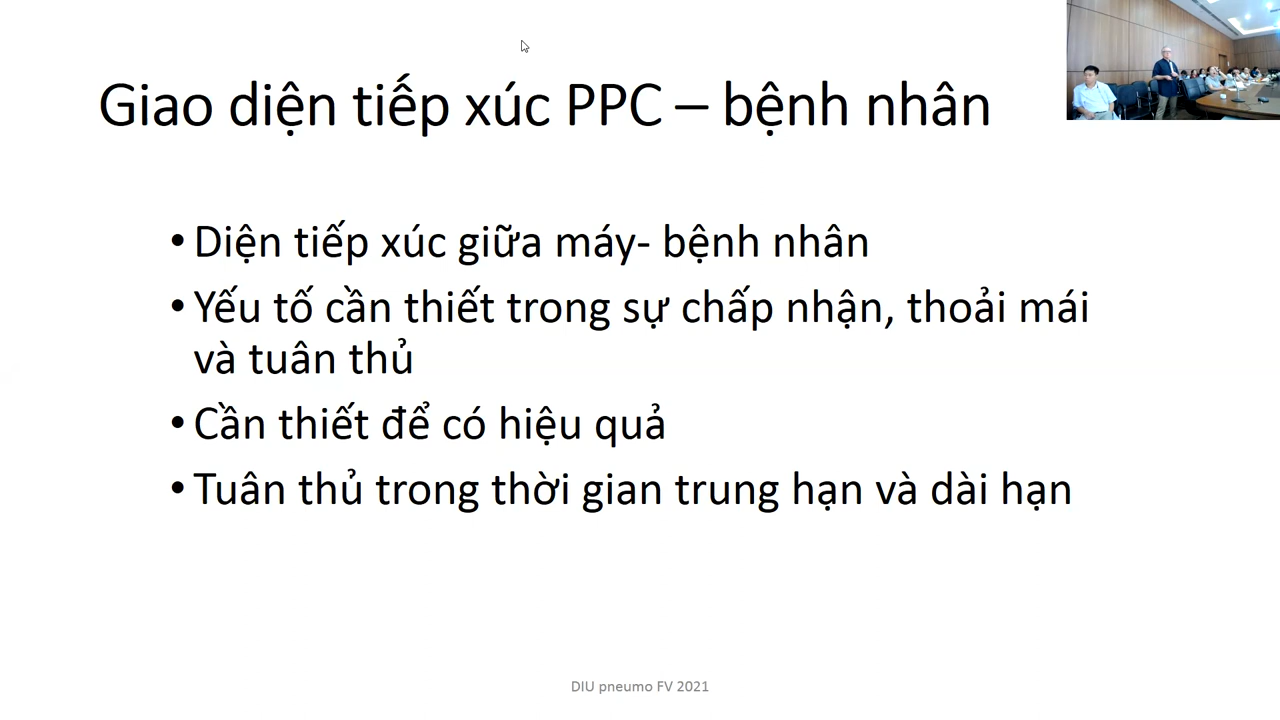 Giao diện tiếp xúc PPC – bệnh nhân
• Diện tiếp xúc giữa máy- bệnh nhân
• Yếu tố cần thiết trong sự chấp nhận, thoải mái
và tuân thủ
• Cần thiết để có hiệu quả
• Tuân thủ trong thời gian trung hạn và dài hạn
DIU pneumo FV 2021